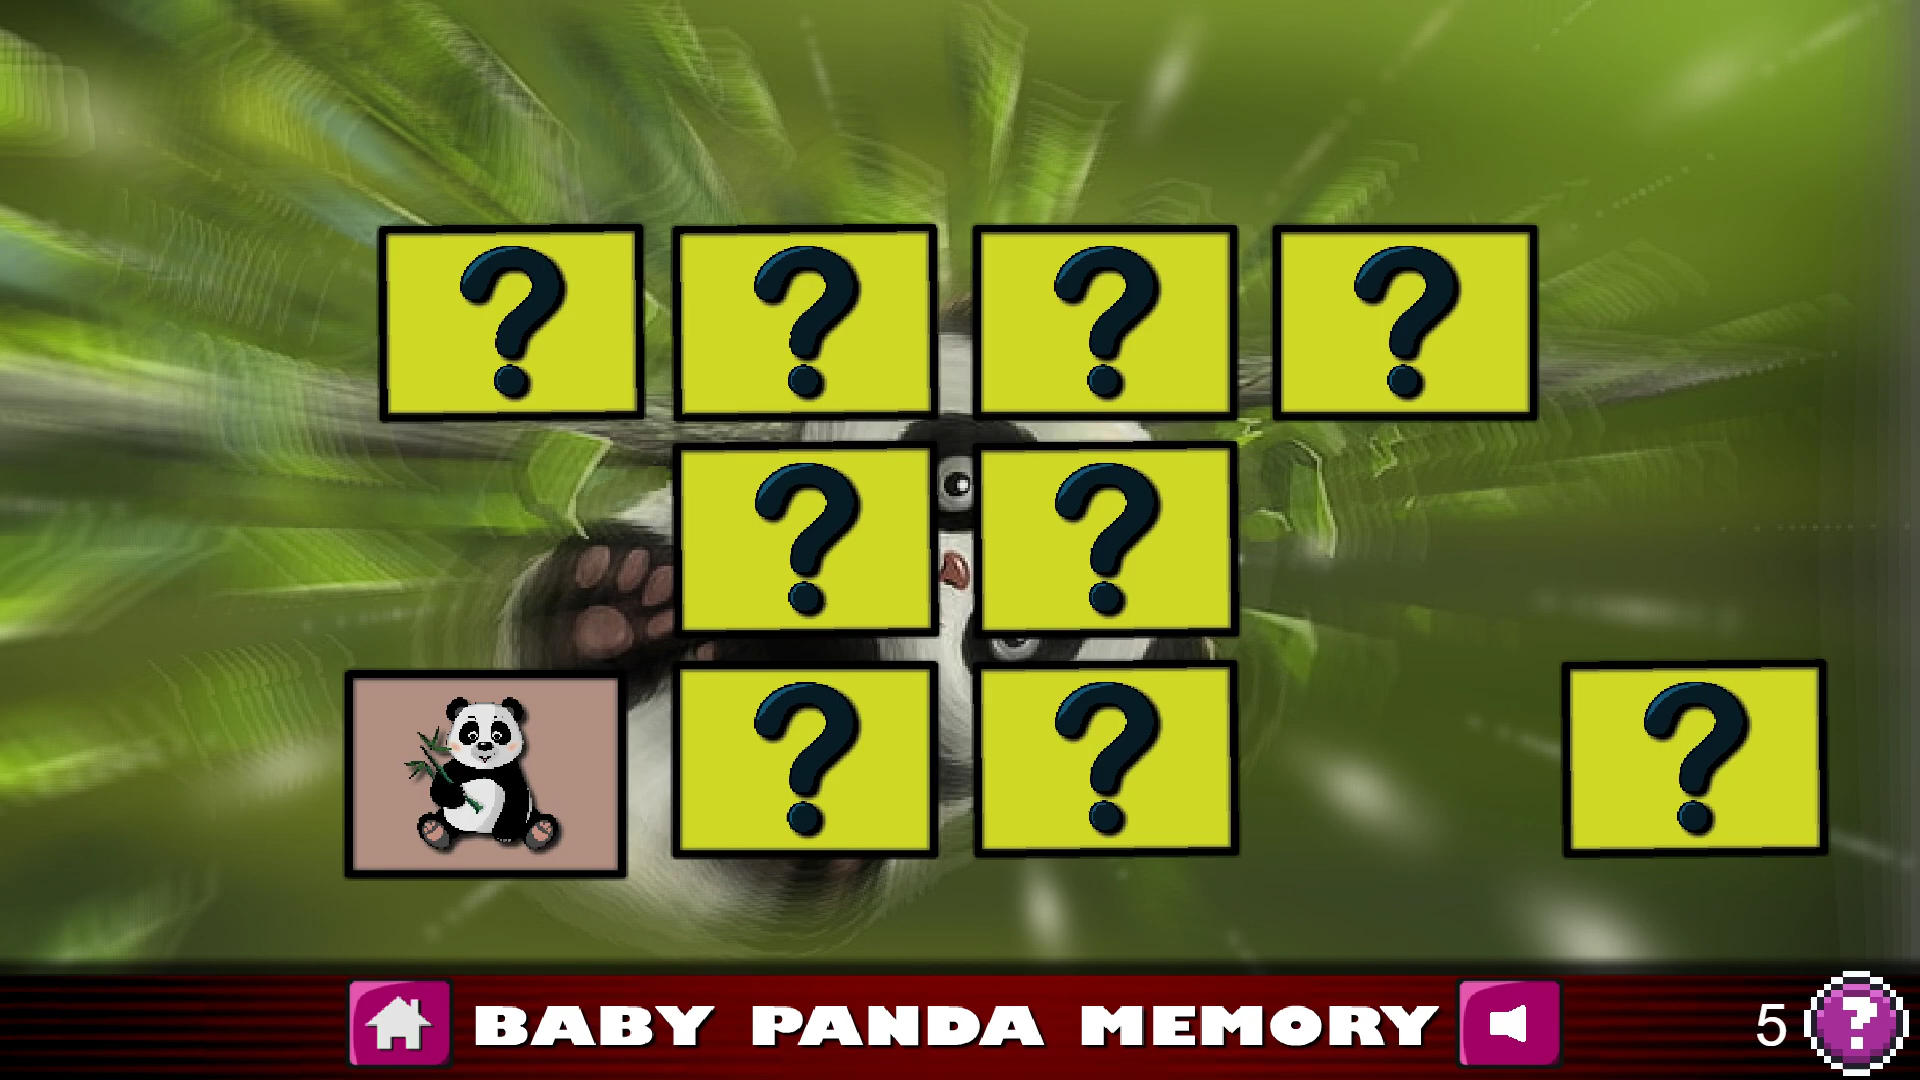 ? ? ? ?
? ?
? ? ?
BABY PANDA MEMORY
5 ?